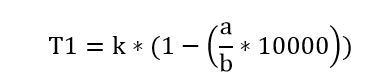 T1 = k * (1 − (a/b * 10000))